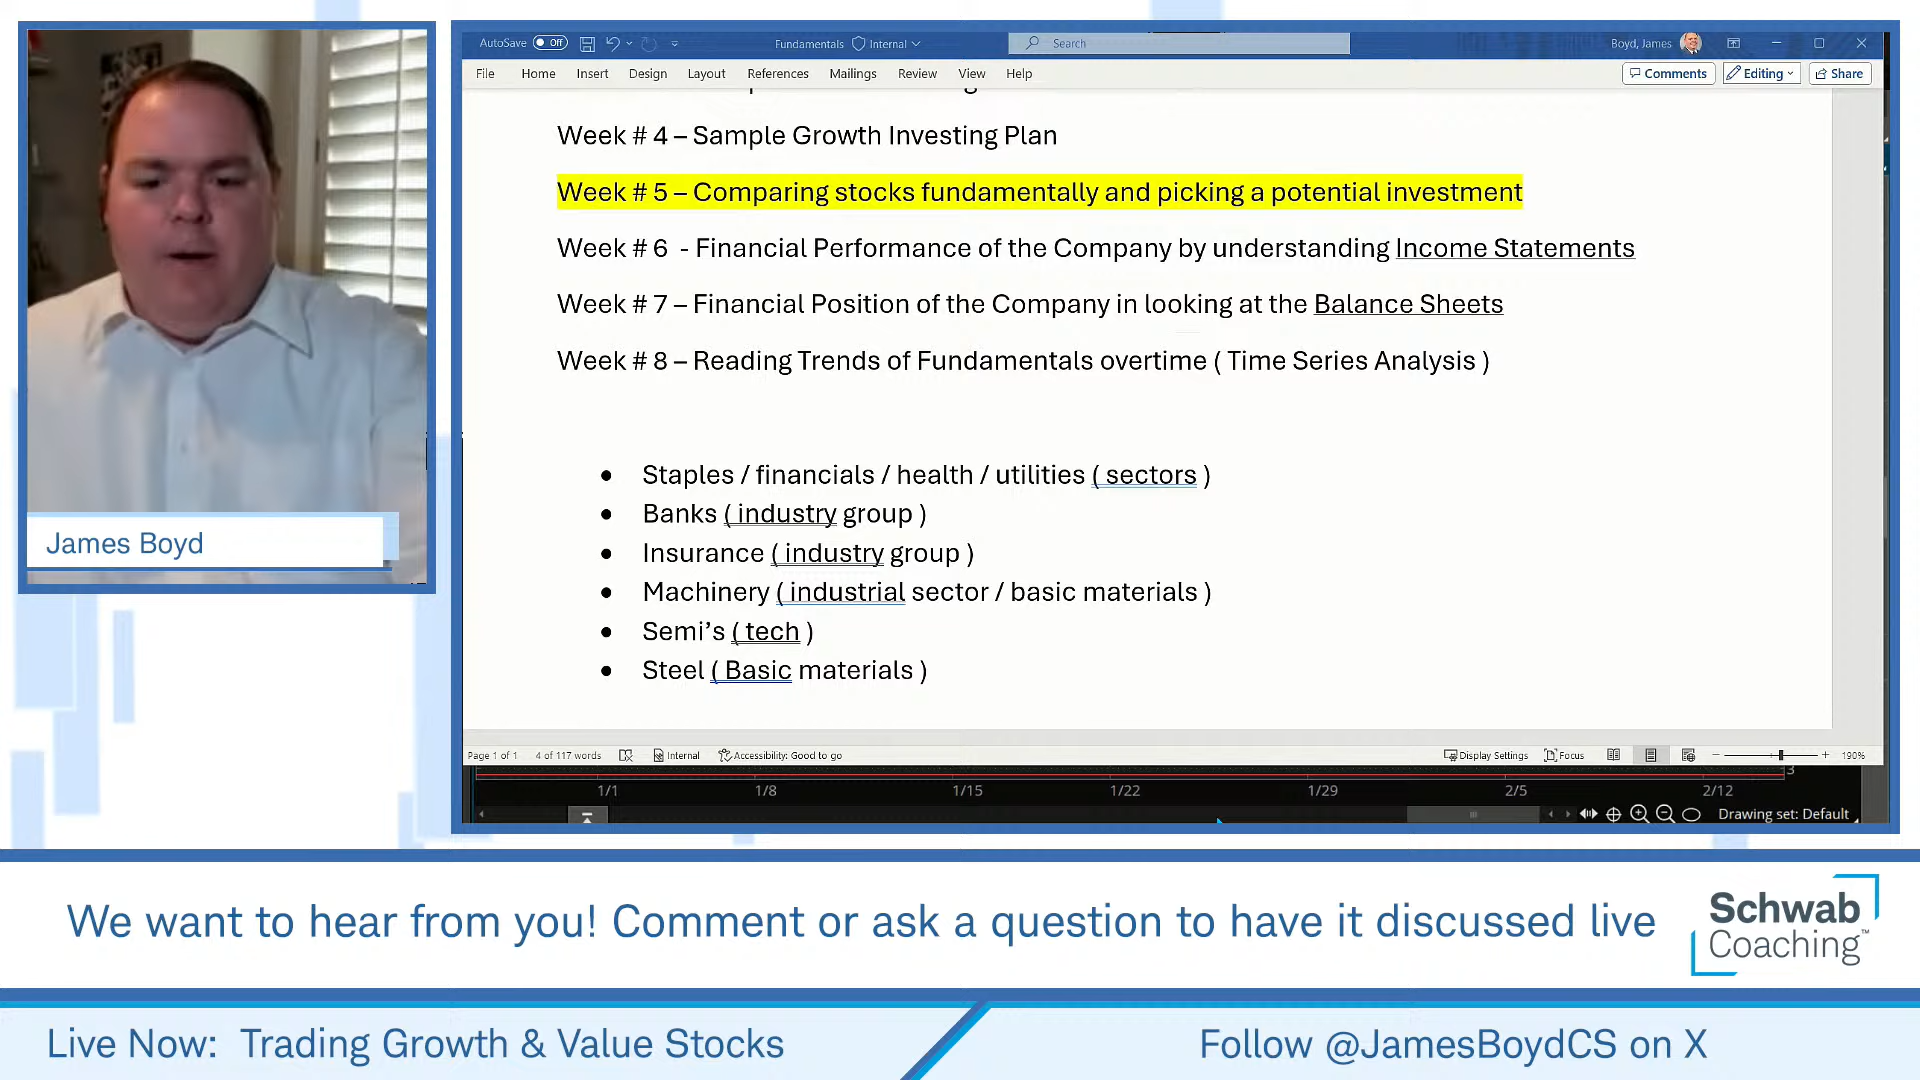 AutoSave Off Fundamentals Internal Search Boyd, James
File Home Insert Design Layout References Mailings Review View Help Comments Editing Share
Week # 4 – Sample Growth Investing Plan
Week # 5 – Comparing stocks fundamentally and picking a potential investment
Week # 6 - Financial Performance of the Company by understanding Income Statements
Week # 7 – Financial Position of the Company in looking at the Balance Sheets
Week # 8 – Reading Trends of Fundamentals overtime ( Time Series Analysis )
• Staples / financials / health / utilities ( sectors )
• Banks ( industry group )
• Insurance ( industry group )
• Machinery ( industrial sector / basic materials )
• Semi’s ( tech )
• Steel ( Basic materials )
James Boyd
Page 1 of 1 4 of 117 words Internal Accessibility: Good to go Display Settings Focus 190%
1/1 1/8 1/15 1/22 1/29 2/5 2/12
Drawing set: Default
We want to hear from you! Comment or ask a question to have it discussed live
Schwab
Coaching™
Live Now: Trading Growth & Value Stocks
Follow @JamesBoydCS on X